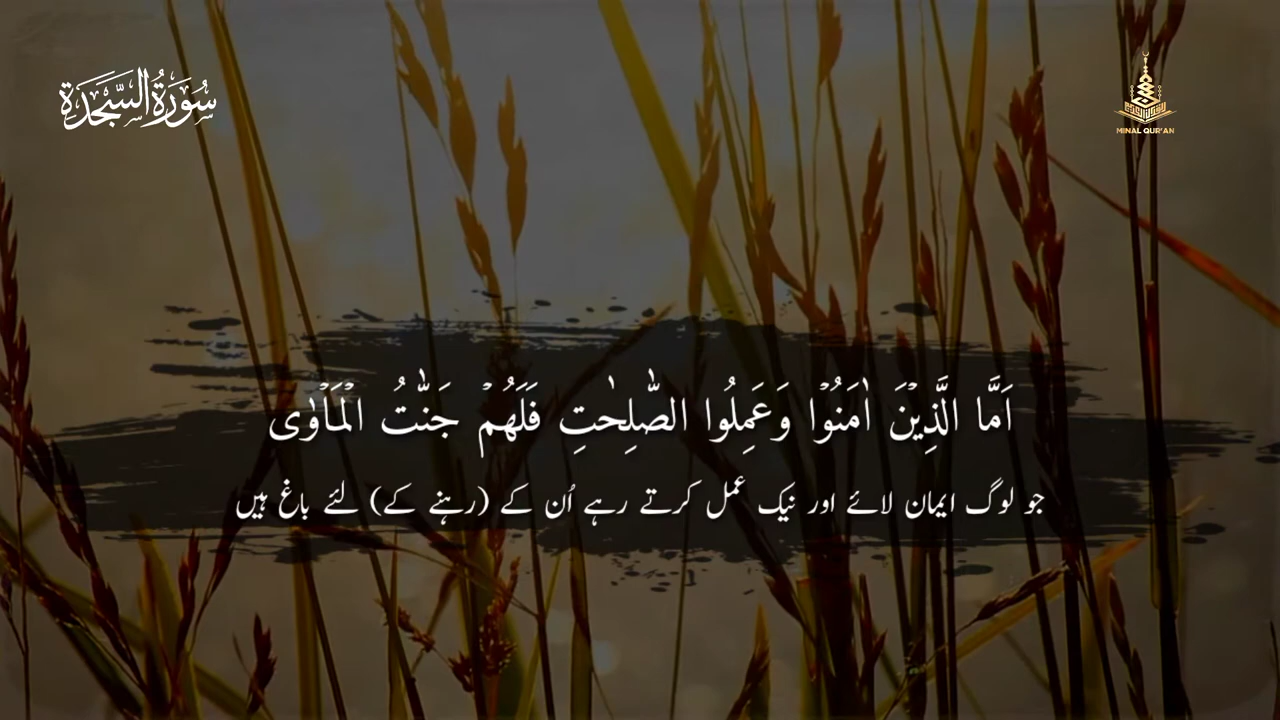 سُوْرَةُ السَّجْدَة
MINAL QUR'AN
اَمَّا الَّذِيْنَ اٰمَنُوْا وَعَمِلُوا الصّٰلِحٰتِ فَلَهُمْ جَنّٰتُ الْمَاْوٰى
جو لوگ ایمان لائے اور نیک عمل کرتے رہے اُن کے (رہنے کے) لئے باغ ہیں